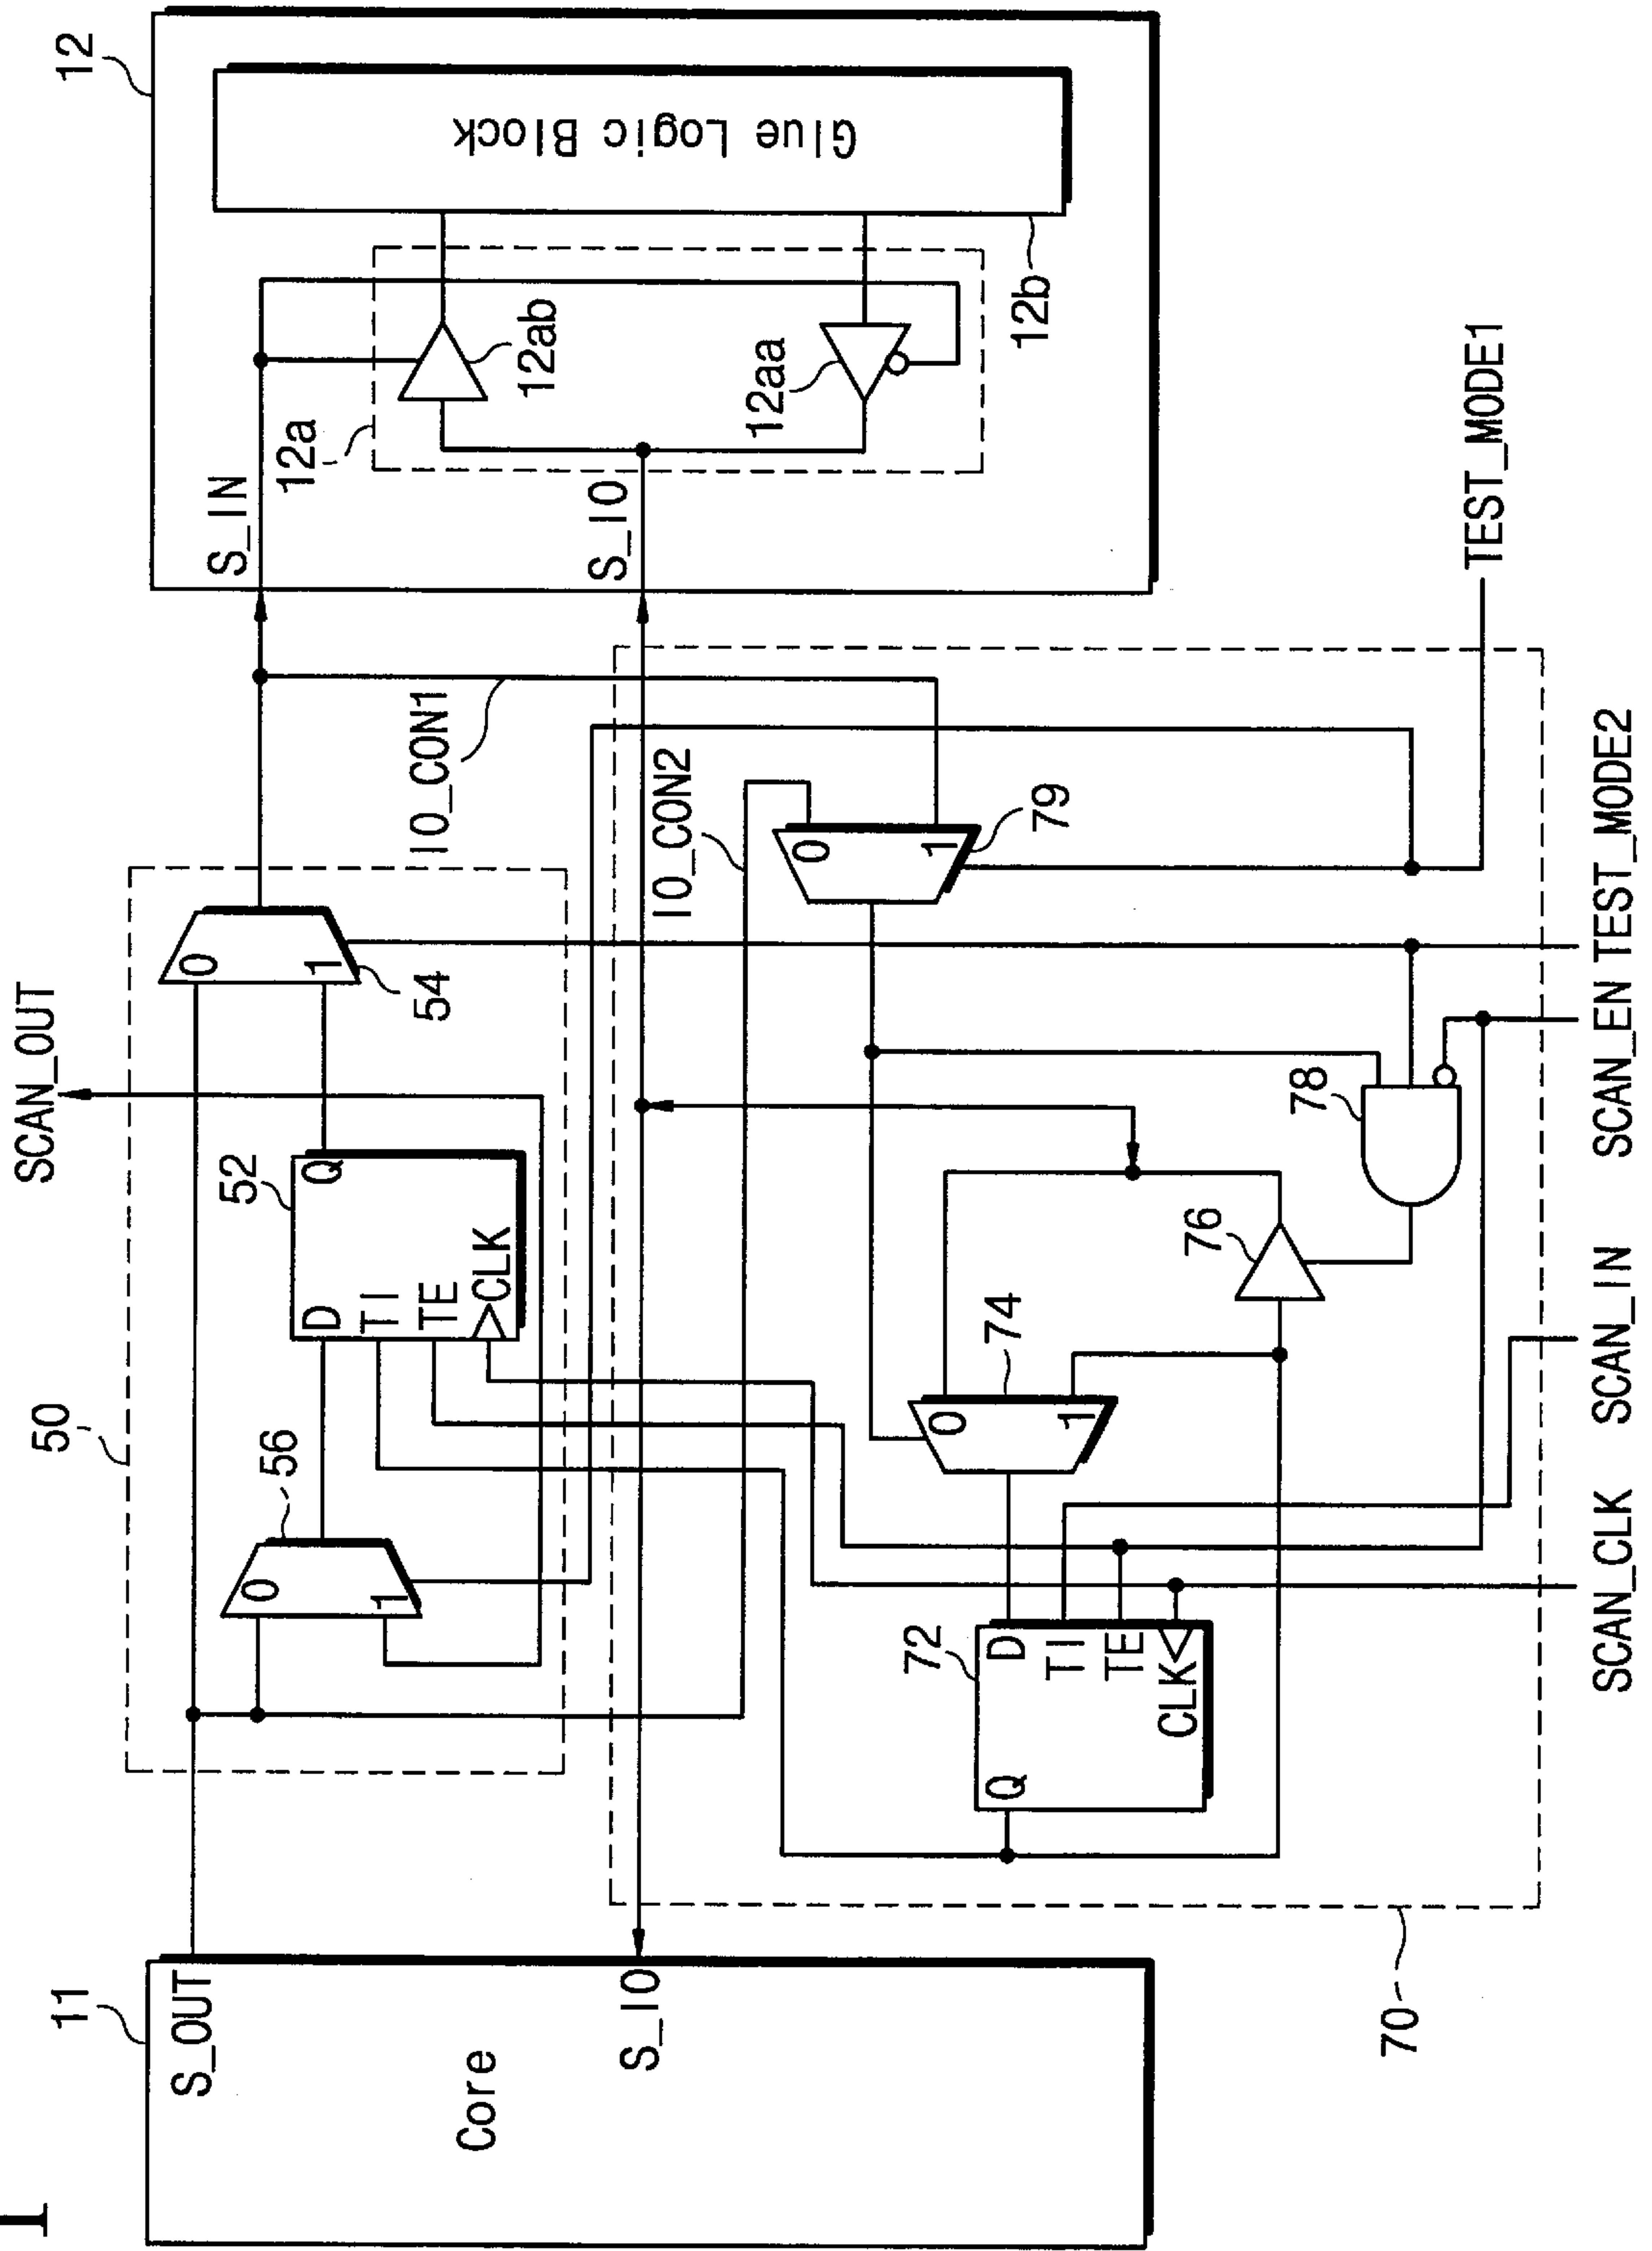 11
S_OUT
Core
S_IO
50
56
0
1
52
D
TI
TE
CLK
Q
SCAN_OUT
0
1
54
IO_CON1
IO_CON2
S_IN
S_IO
12
12a
12ab
12aa
12b
Glue Logic Block
70
72
Q
D
TI
TE
CLK
74
0
1
76
78
79
0
1
SCAN_CLK
SCAN_IN
SCAN_EN
TEST_MODE2
TEST_MODE1